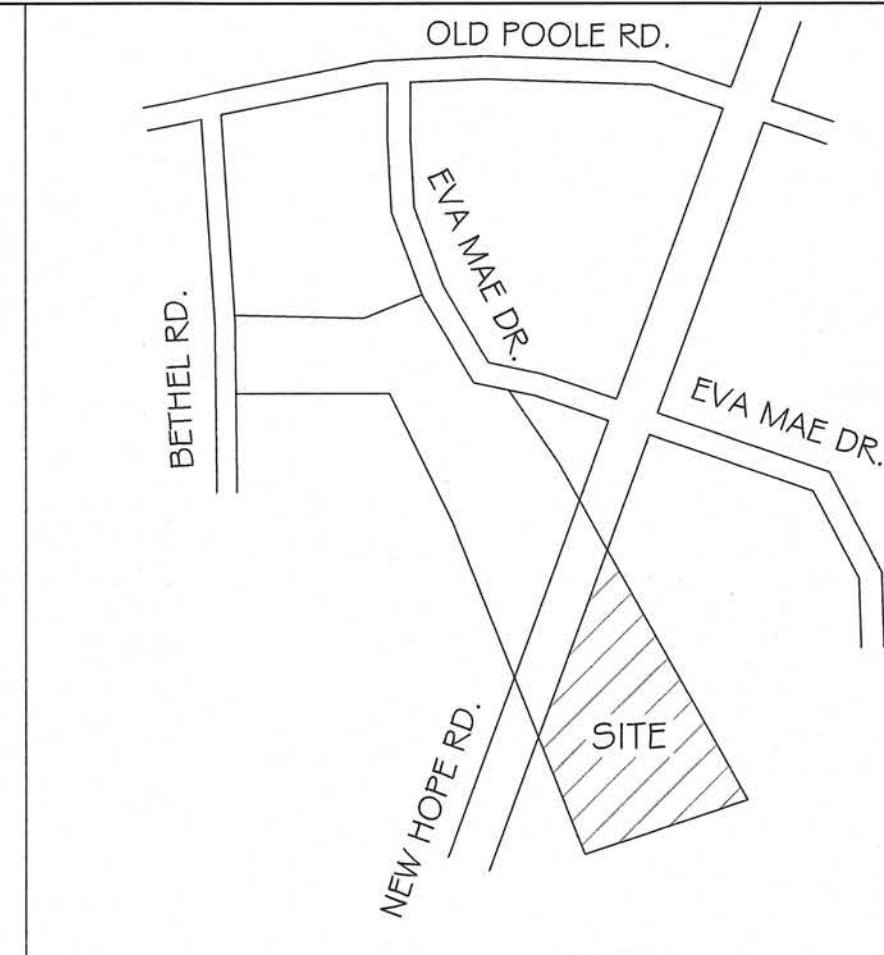 OLD POOLE RD.
EVA MAE DR.
BETHEL RD.
EVA MAE DR.
SITE
NEW HOPE RD.